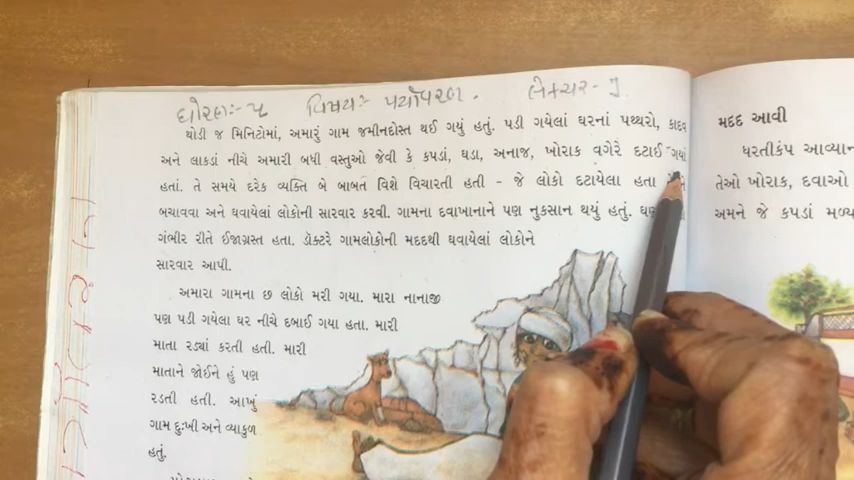 ધોરણઃ- ૫ વિષયઃ- પર્યાવરણ. લેક્ચર-
થોડી જ મિનિટોમાં, અમારું ગામ જમીનદોસ્ત થઈ ગયું હતું. પડી ગયેલાં ઘરનાં પથ્થરો, કાદવ
અને લાકડાં નીચે અમારી બધી વસ્તુઓ જેવી કે કપડાં, ઘડા, અનાજ, ખોરાક વગેરે દટાઈ ગયાં
હતાં. તે સમયે દરેક વ્યક્તિ બે બાબત વિશે વિચારતી હતી - જે લોકો દટાયેલા હતા
બચાવવા અને ઘવાયેલાં લોકોની સારવાર કરવી. ગામના દવાખાનાને પણ નુકસાન થયું હતું.
ગંભીર રીતે ઈજાગ્રસ્ત હતા. ડૉક્ટરે ગામલોકોની મદદથી ઘવાયેલાં લોકોને
સારવાર આપી.
અમારા ગામના છ લોકો મરી ગયા. મારા નાનાજી
પણ પડી ગયેલા ઘર નીચે દબાઈ ગયા હતા. મારી
માતા રડ્યાં કરતી હતી. મારી
માતાને જોઈને હું પણ
રડતી હતી. આખું
ગામ દુઃખી અને વ્યાકુળ
હતું.
મદદ આવી
ધરતીકંપ આવ્યાન
તેઓ ખોરાક, દવાઓ
અમને જે કપડાં મળ્ય